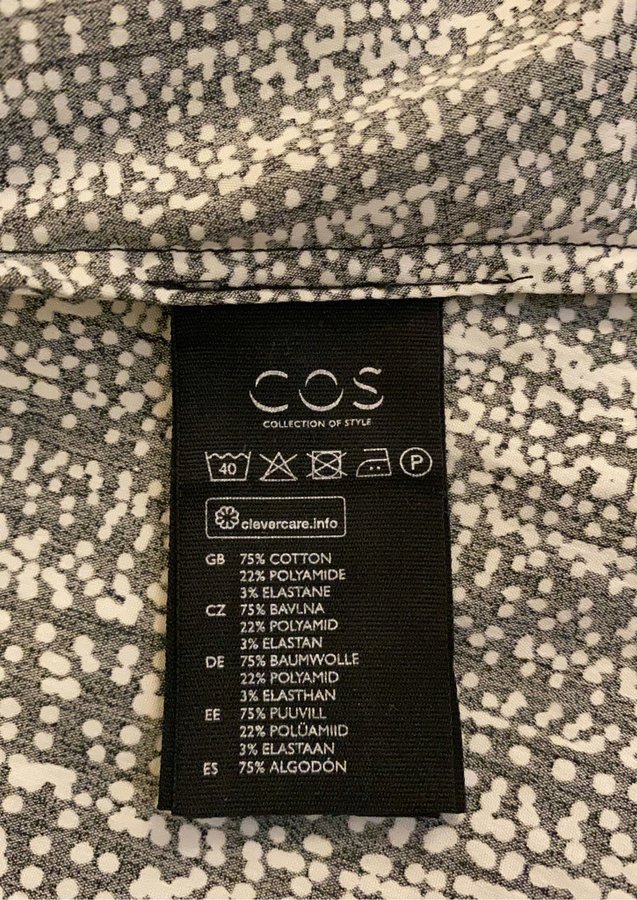 COS
COLLECTION OF STYLE
40 P
clevercare.info
GB 75% COTTON
22% POLYAMIDE
3% ELASTANE
CZ 75% BAVLNA
22% POLYAMID
3% ELASTAN
DE 75% BAUMWOLLE
22% POLYAMID
3% ELASTHAN
EE 75% PUUVILL
22% POLÜAMIID
3% ELASTAAN
ES 75% ALGODÓN